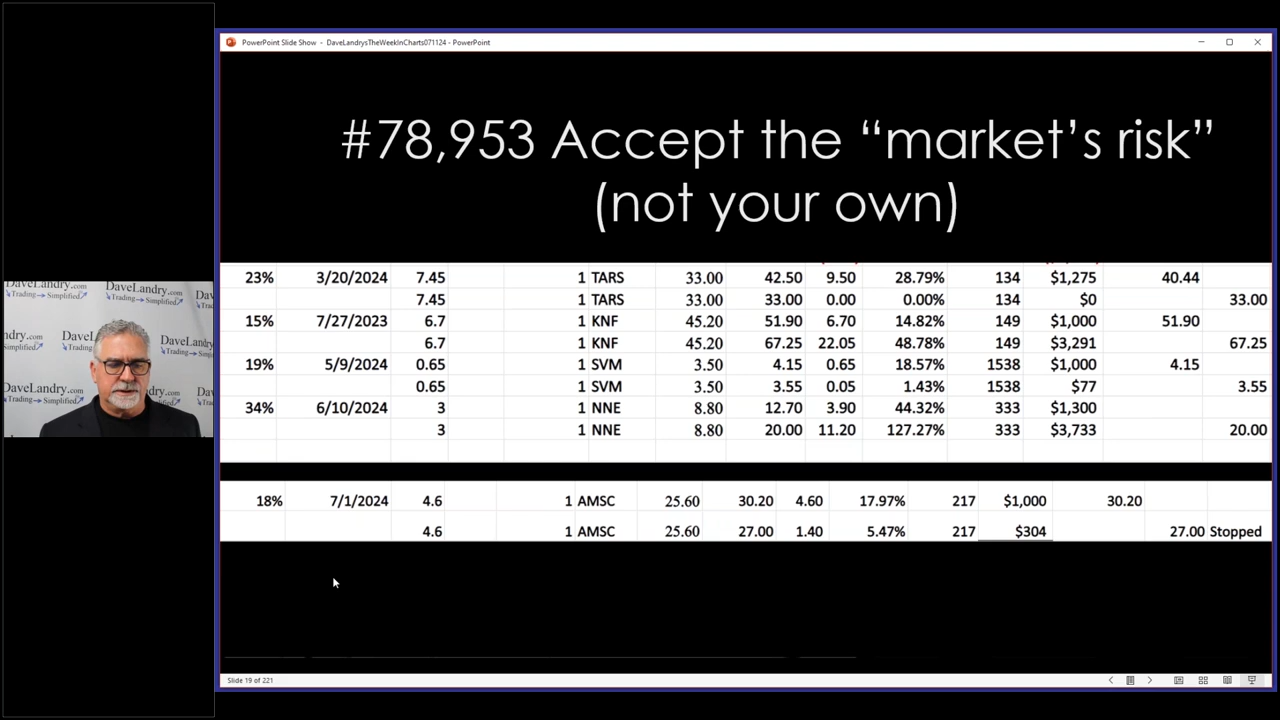 PowerPoint Slide Show - DaveLandrysTheWeekInCharts071124 - PowerPoint
#78,953 Accept the “market’s risk”
(not your own)
23% 3/20/2024 7.45 1 TARS 33.00 42.50 9.50 28.79% 134 $1,275 40.44
7.45 1 TARS 33.00 33.00 0.00 0.00% 134 $0 33.00
15% 7/27/2023 6.7 1 KNF 45.20 51.90 6.70 14.82% 149 $1,000 51.90
6.7 1 KNF 45.20 67.25 22.05 48.78% 149 $3,291 67.25
19% 5/9/2024 0.65 1 SVM 3.50 4.15 0.65 18.57% 1538 $1,000 4.15
0.65 1 SVM 3.50 3.55 0.05 1.43% 1538 $77 3.55
34% 6/10/2024 3 1 NNE 8.80 12.70 3.90 44.32% 333 $1,300
3 1 NNE 8.80 20.00 11.20 127.27% 333 $3,733 20.00
18% 7/1/2024 4.6 1 AMSC 25.60 30.20 4.60 17.97% 217 $1,000 30.20
4.6 1 AMSC 25.60 27.00 1.40 5.47% 217 $304 27.00 Stopped
Slide 19 of 221
DaveLandry.com
Trading Simplified
DaveLandry.com
Trading Simplified
DaveLandry.com